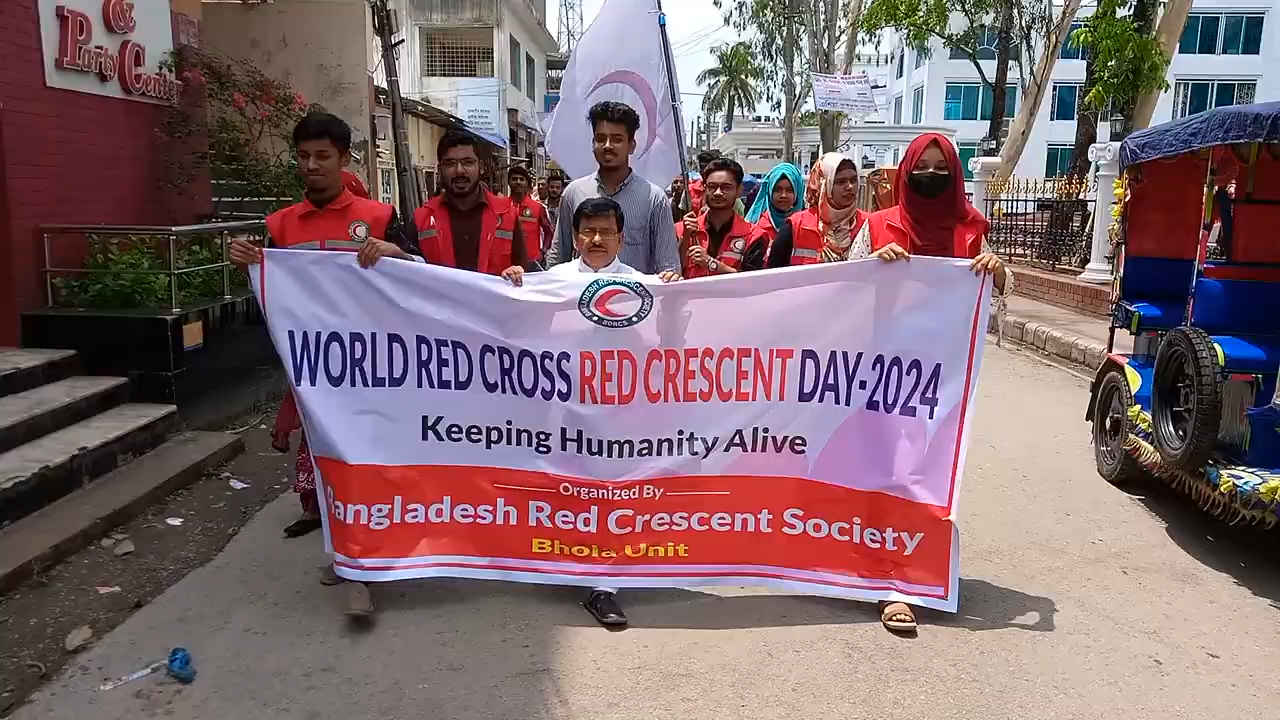 &
Party Center
BANGLADESH RED CRESCENT SOCIETY
BDRCS
WORLD RED CROSS RED CRESCENT DAY-2024
Keeping Humanity Alive
Organized By
Bangladesh Red Crescent Society
Bhola Unit